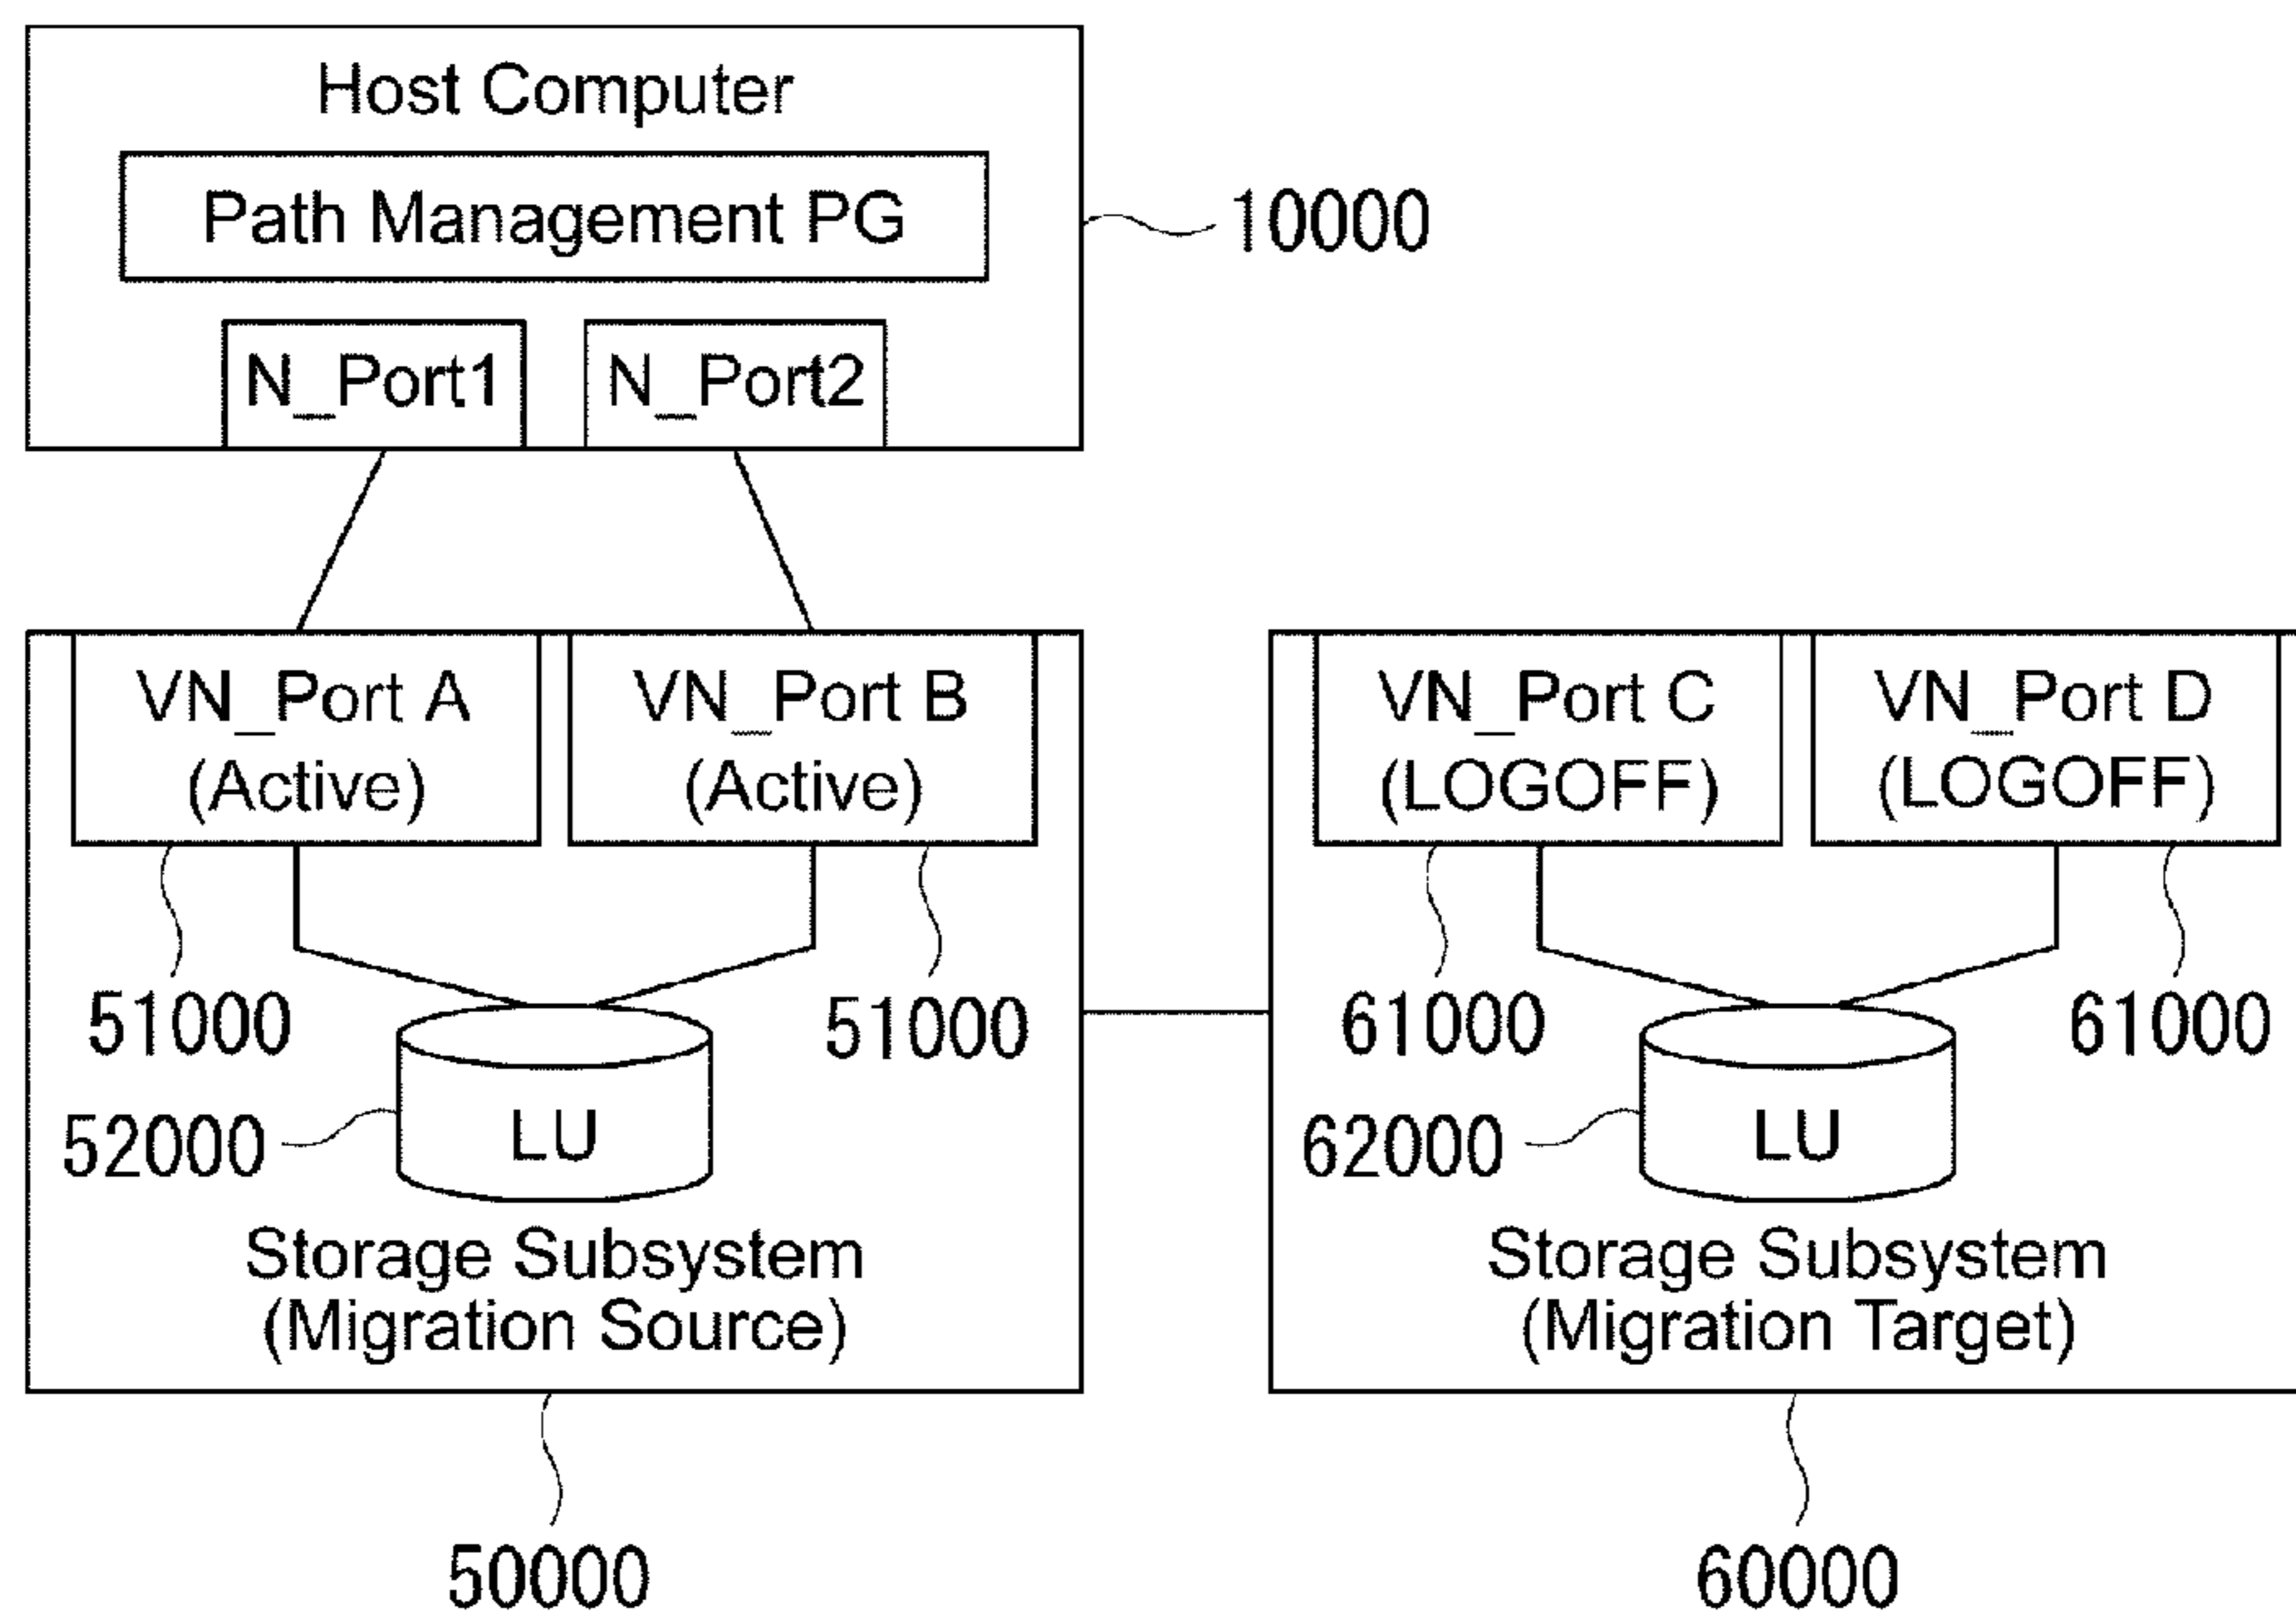 Host Computer
Path Management PG
10000
N_Port1
N_Port2
VN_Port A
(Active)
VN_Port B
(Active)
VN_Port C
(LOGOFF)
VN_Port D
(LOGOFF)
51000
51000
61000
61000
52000
LU
62000
LU
Storage Subsystem
(Migration Source)
Storage Subsystem
(Migration Target)
50000
60000